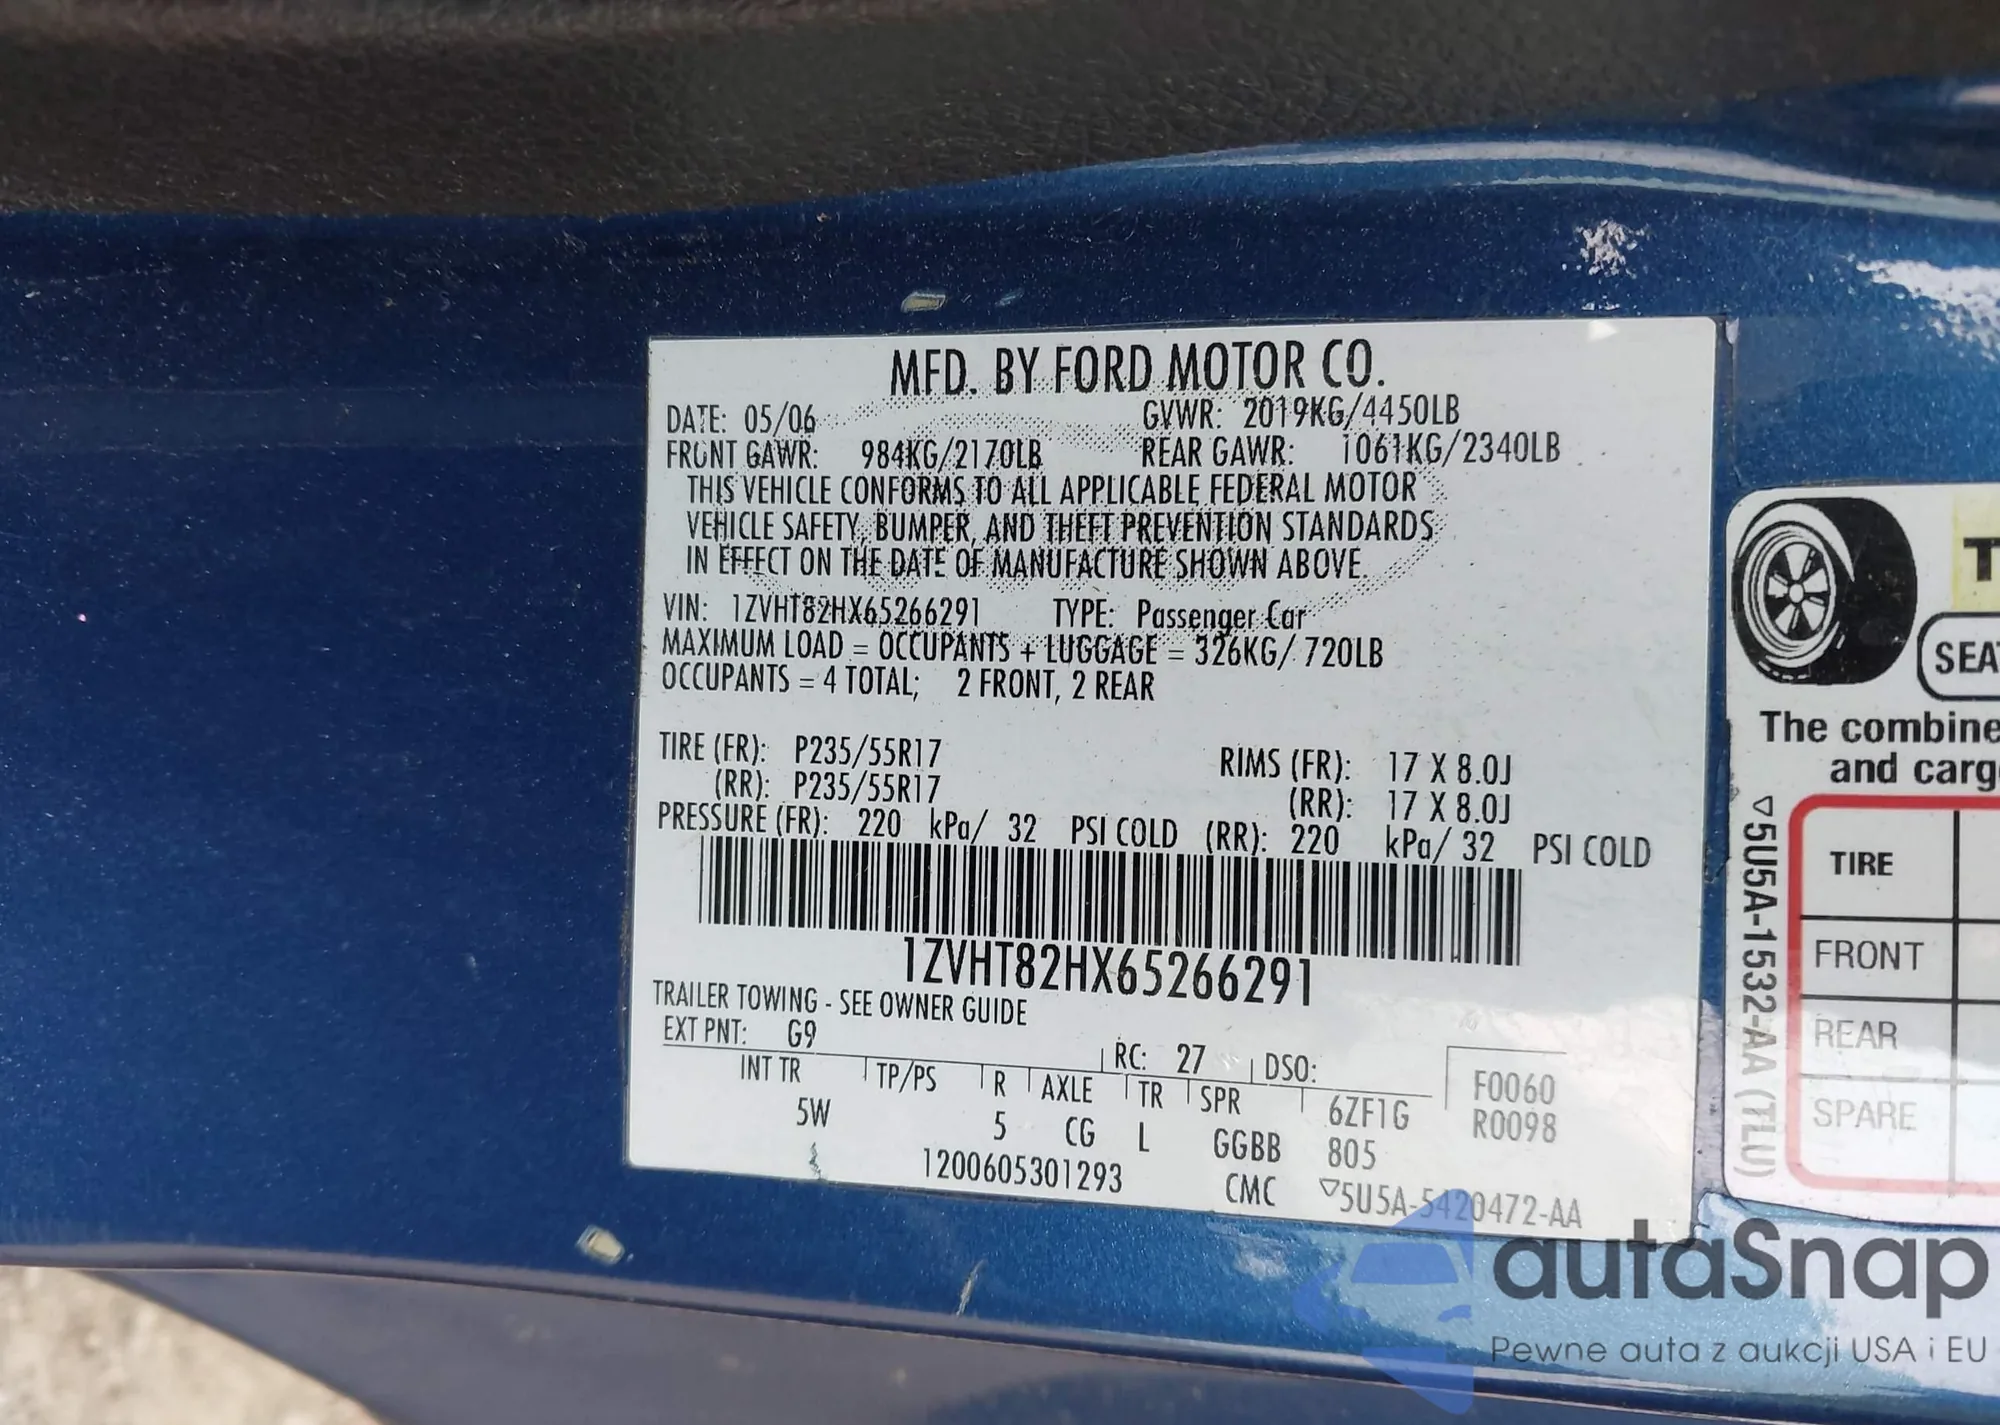 MFD. BY FORD MOTOR CO.
DATE: 05/06 GVWR: 2019KG/4450LB
FRONT GAWR: 984KG/2170LB REAR GAWR: 1061KG/2340LB
THIS VEHICLE CONFORMS TO ALL APPLICABLE FEDERAL MOTOR
VEHICLE SAFETY, BUMPER, AND THEFT PREVENTION STANDARDS
IN EFFECT ON THE DATE OF MANUFACTURE SHOWN ABOVE.
VIN: 1ZVHT82HX65266291 TYPE: Passenger Car
MAXIMUM LOAD = OCCUPANTS + LUGGAGE = 326KG/ 720LB
OCCUPANTS = 4 TOTAL; 2 FRONT, 2 REAR
TIRE (FR): P235/55R17 RIMS (FR): 17 X 8.0J
(RR): P235/55R17 (RR): 17 X 8.0J
PRESSURE (FR): 220 kPa/ 32 PSI COLD (RR): 220 kPa/ 32 PSI COLD
1ZVHT82HX65266291
TRAILER TOWING - SEE OWNER GUIDE
EXT PNT: G9 RC: 27 DSO:
INT TR TP/PS R AXLE TR SPR 6ZF1G F0060
5W 5 CG L GGBB 805 R0098
1200605301293 CMC ▽5U5A-5420472-AA
T
SEAT
The combine
and carg
TIRE
FRONT
REAR
SPARE
▽5U5A-1532-AA (TLU)
autaSnap
Pewne auta z aukcji USA i EU